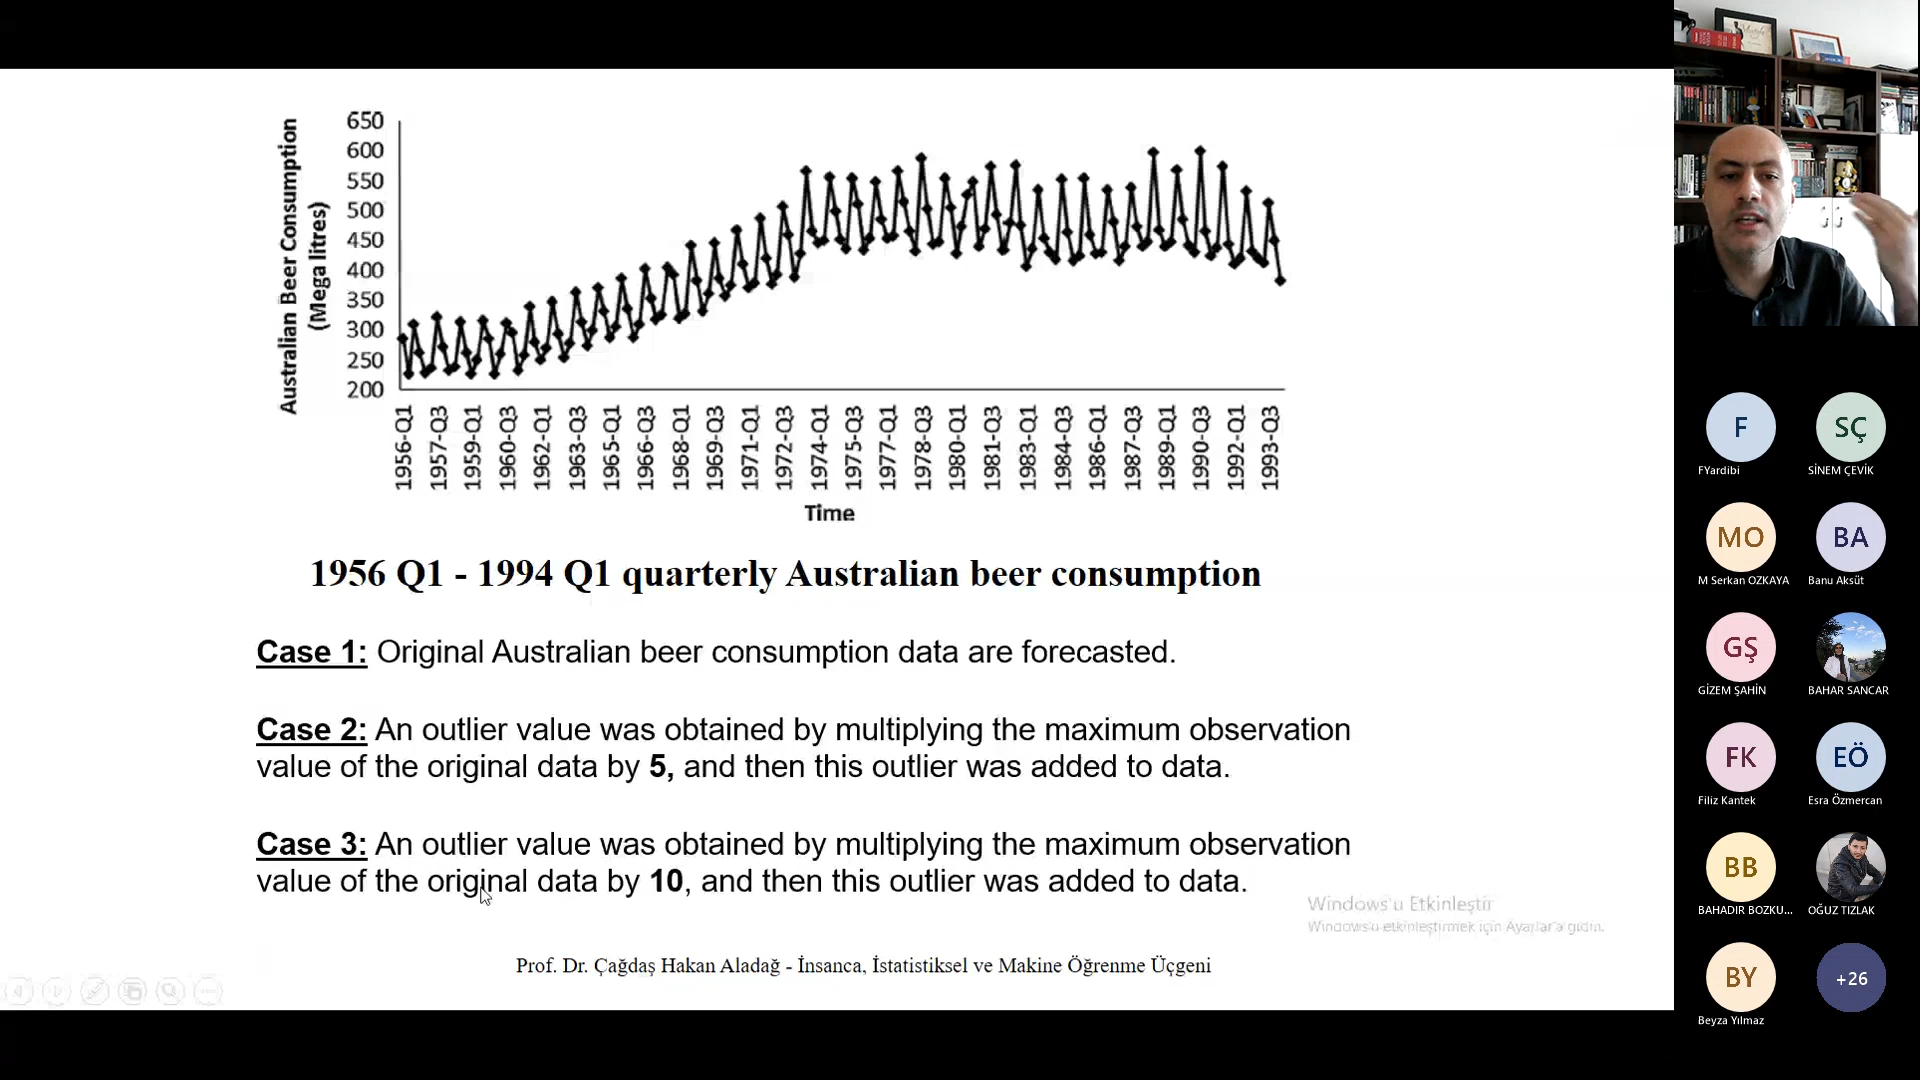 Australian Beer Consumption
(Mega litres)
650
600
550
500
450
400
350
300
250
200
1956-Q1
1957-Q3
1959-Q1
1960-Q3
1962-Q1
1963-Q3
1965-Q1
1966-Q3
1968-Q1
1969-Q3
1971-Q1
1972-Q3
1974-Q1
1975-Q3
1977-Q1
1978-Q3
1980-Q1
1981-Q3
1983-Q1
1984-Q3
1986-Q1
1987-Q3
1989-Q1
1990-Q3
1992-Q1
1993-Q3
Time
1956 Q1 - 1994 Q1 quarterly Australian beer consumption
Case 1: Original Australian beer consumption data are forecasted.
Case 2: An outlier value was obtained by multiplying the maximum observation
value of the original data by 5, and then this outlier was added to data.
Case 3: An outlier value was obtained by multiplying the maximum observation
value of the original data by 10, and then this outlier was added to data.
Windows'u Etkinleştir
Windows'u etkinleştirmek için Ayarlar'a gidin.
Prof. Dr. Çağdaş Hakan Aladağ - İnsanca, İstatistiksel ve Makine Öğrenme Üçgeni
F
FYardibi
SÇ
SİNEM ÇEVİK
MO
M Serkan OZKAYA
BA
Banu Aksüt
GŞ
GİZEM ŞAHİN
BAHAR SANCAR
FK
Filiz Kantek
EÖ
Esra Özmercan
BB
BAHADIR BOZKU...
OĞUZ TIZLAK
BY
Beyza Yılmaz
+26